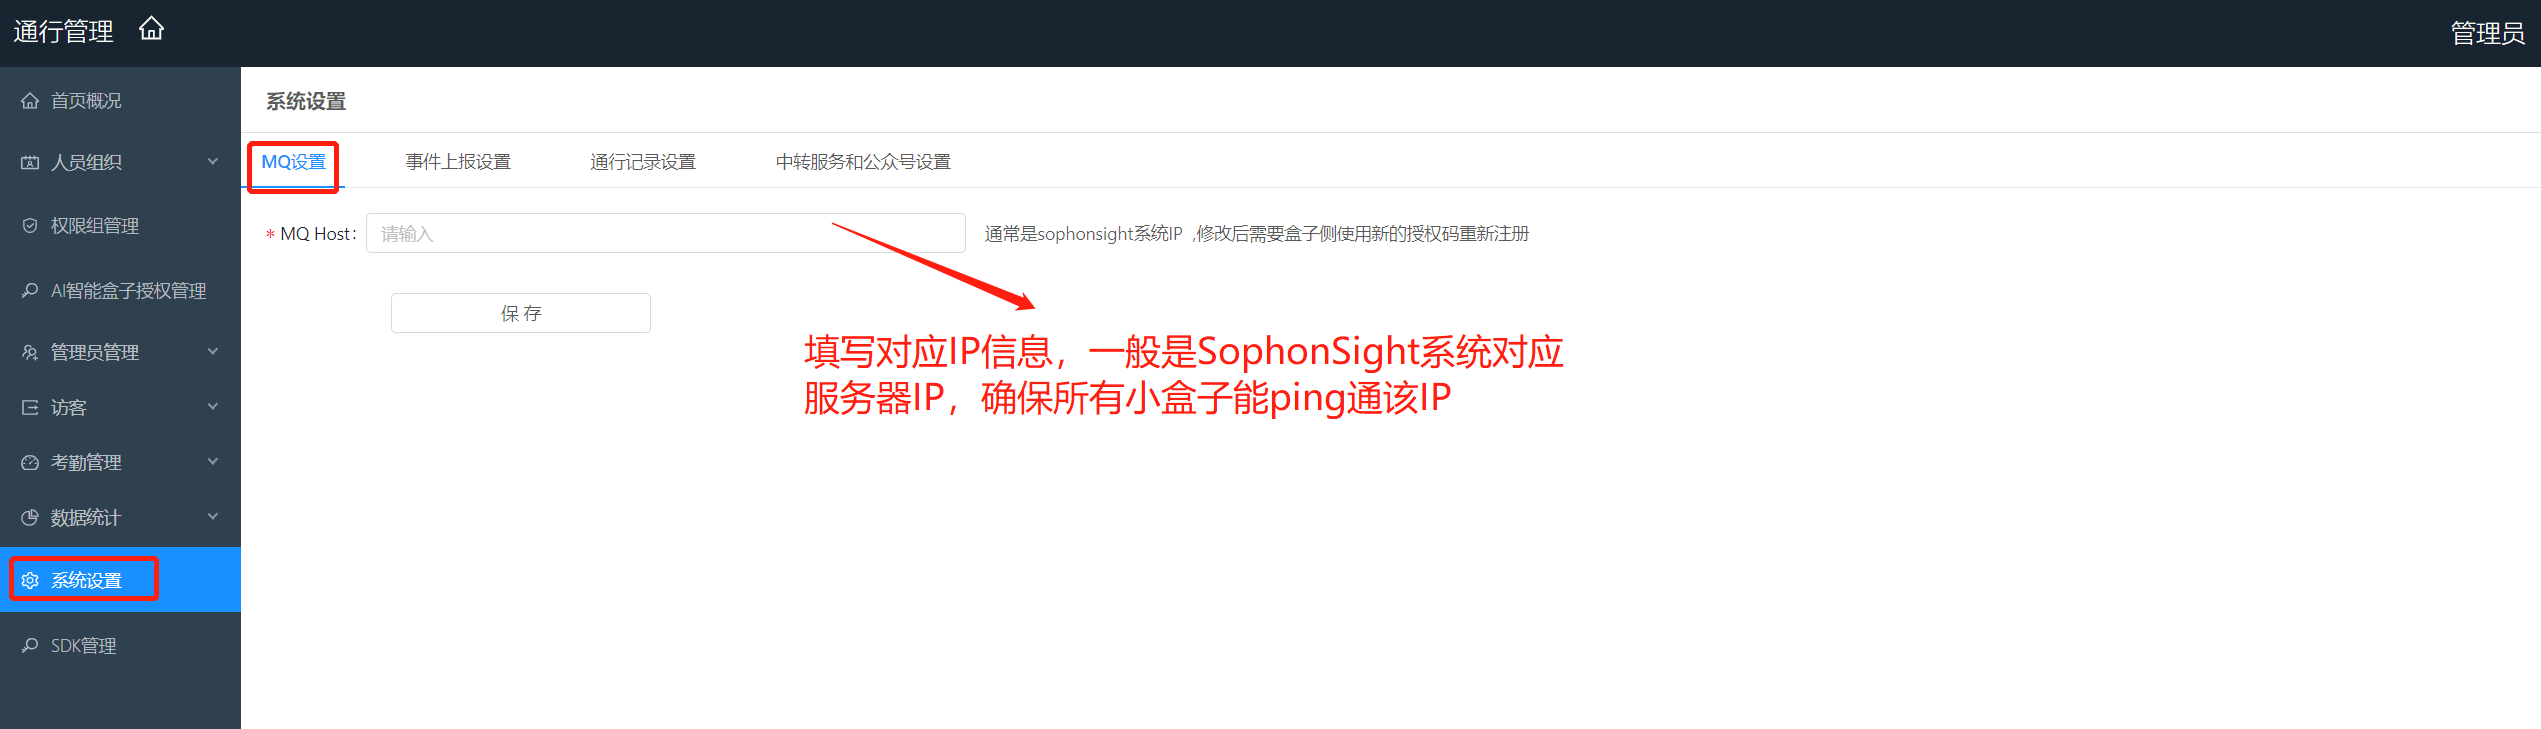 通行管理
管理员
首页概况
人员组织
权限组管理
AI智能盒子授权管理
管理员管理
访客
考勤管理
数据统计
系统设置
SDK管理
系统设置
MQ设置
事件上报设置
通行记录设置
中转服务和公众号设置
* MQ Host:
请输入
通常是sophonsight系统IP ,修改后需要盒子侧使用新的授权码重新注册
保 存
填写对应IP信息，一般是SophonSight系统对应
服务器IP，确保所有小盒子能ping通该IP